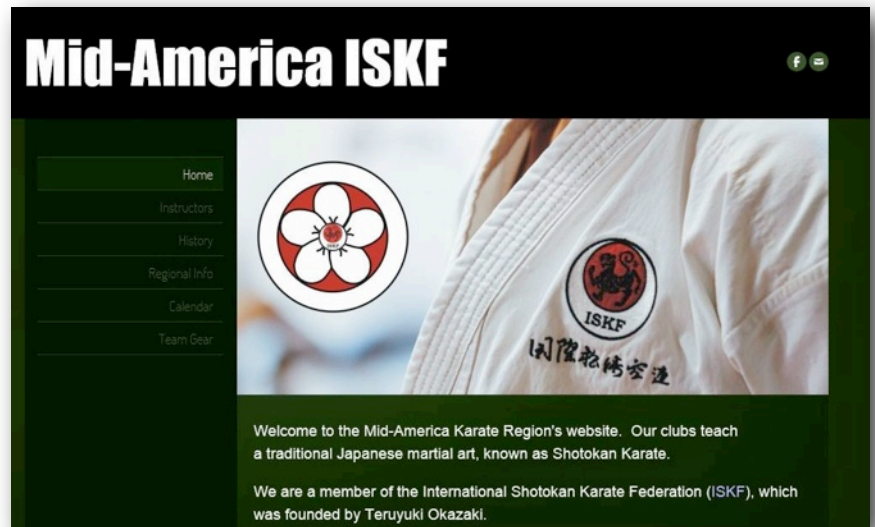 Mid-America ISKF
Home
Instructors
History
Regional Info
Calendar
Team Gear
ISKF
ISKF
Welcome to the Mid-America Karate Region's website.  Our clubs teach
a traditional Japanese martial art, known as Shotokan Karate.
We are a member of the International Shotokan Karate Federation (ISKF), which
was founded by Teruyuki Okazaki.